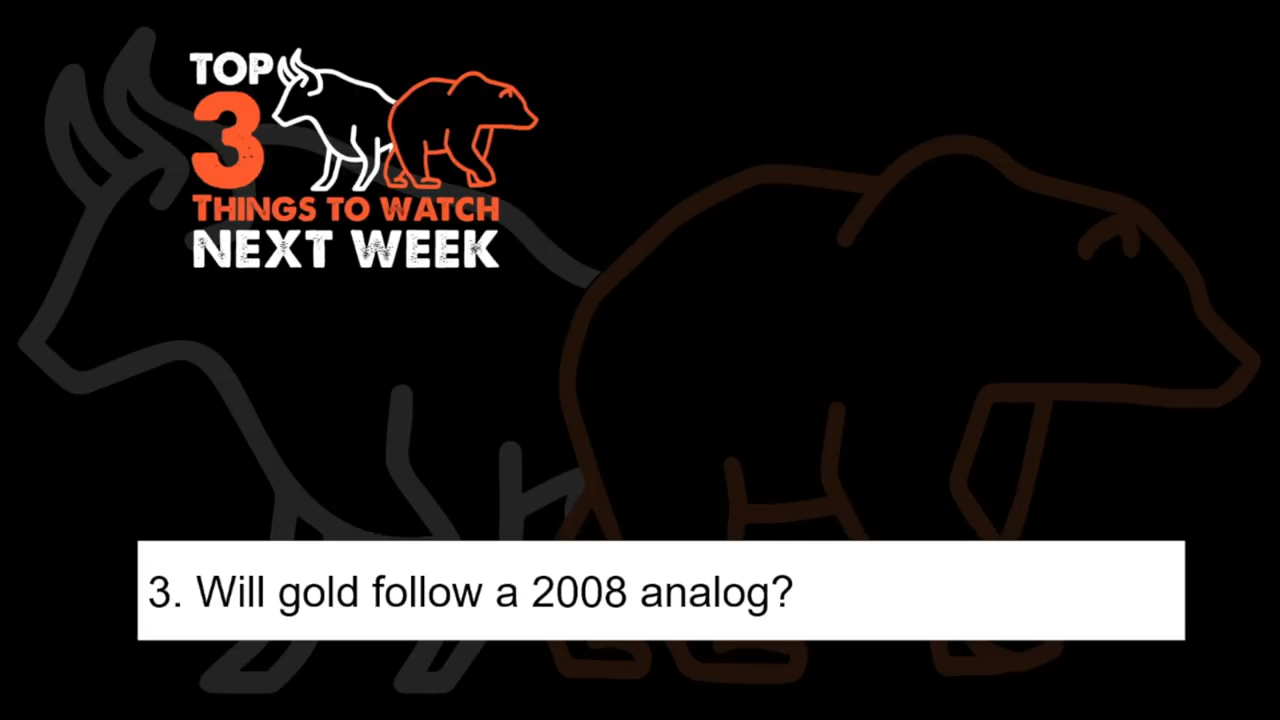 TOP
3
THINGS TO WATCH
NEXT WEEK
3. Will gold follow a 2008 analog?